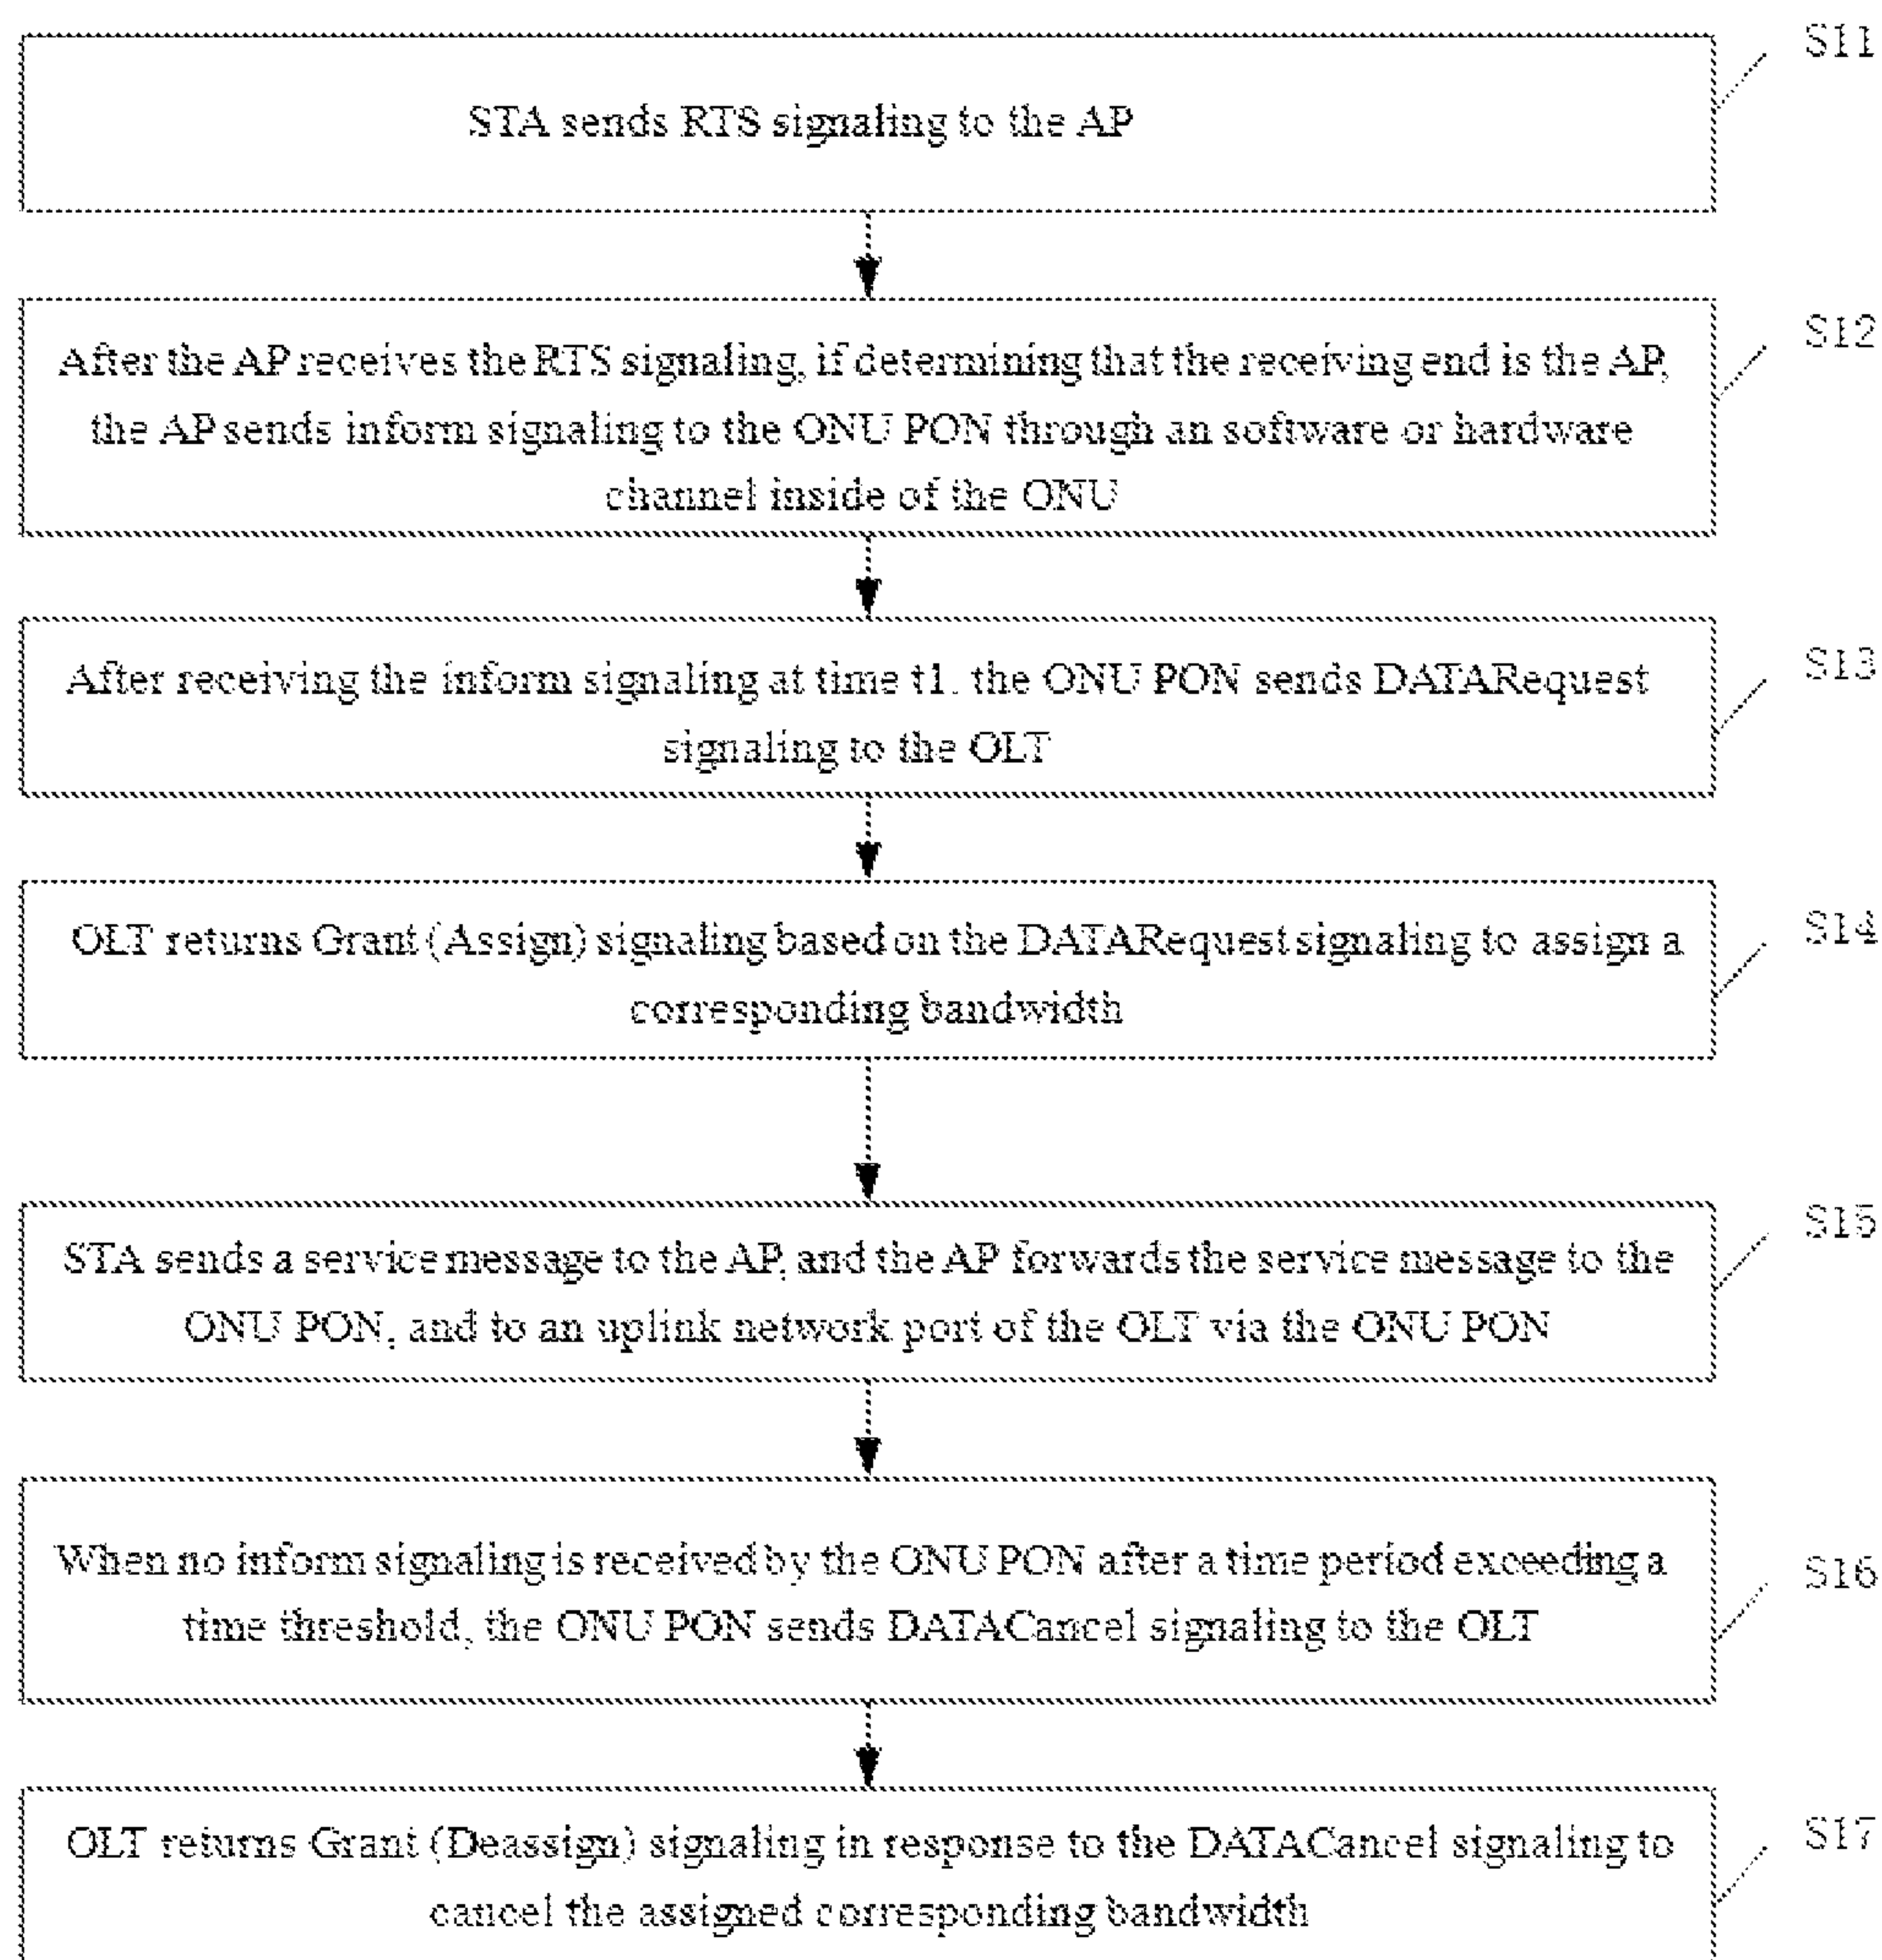 S11
STA sends RTS signaling to the AP
S12
After the AP receives the RTS signaling, if determining that the receiving end is the AP,
the AP sends inform signaling to the ONU PON through an software or hardware
channel inside of the ONU
S13
After receiving the inform signaling at time t1. the ONU PON sends DATARequest
signaling to the OLT
S14
OLT returns Grant (Assign) signaling based on the DATARequest signaling to assign a
corresponding bandwidth
S15
STA sends a service message to the AP, and the AP forwards the service message to the
ONU PON, and to an uplink network port of the OLT via the ONU PON
S16
When no inform signaling is received by the ONU PON after a time period exceeding a
time threshold, the ONU PON sends DATACancel signaling to the OLT
S17
OLT returns Grant (Deassign) signaling in response to the DATACancel signaling to
cancel the assigned corresponding bandwidth